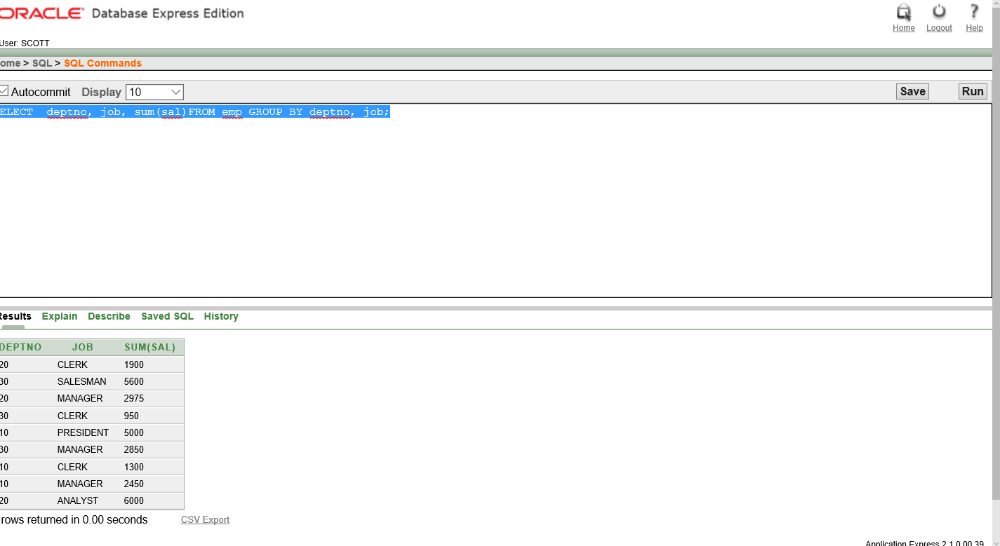 ORACLE® Database Express Edition
Home Logout Help
User: SCOTT
ome > SQL > SQL Commands
Autocommit Display 10 Save Run
ELECT  deptno, job, sum(sal)FROM emp GROUP BY deptno, job;
Results Explain Describe Saved SQL History
DEPTNO JOB SUM(SAL)
20 CLERK 1900
30 SALESMAN 5600
20 MANAGER 2975
30 CLERK 950
10 PRESIDENT 5000
30 MANAGER 2850
10 CLERK 1300
10 MANAGER 2450
20 ANALYST 6000
rows returned in 0.00 seconds CSV Export
Application Express 2.1.0.00.39